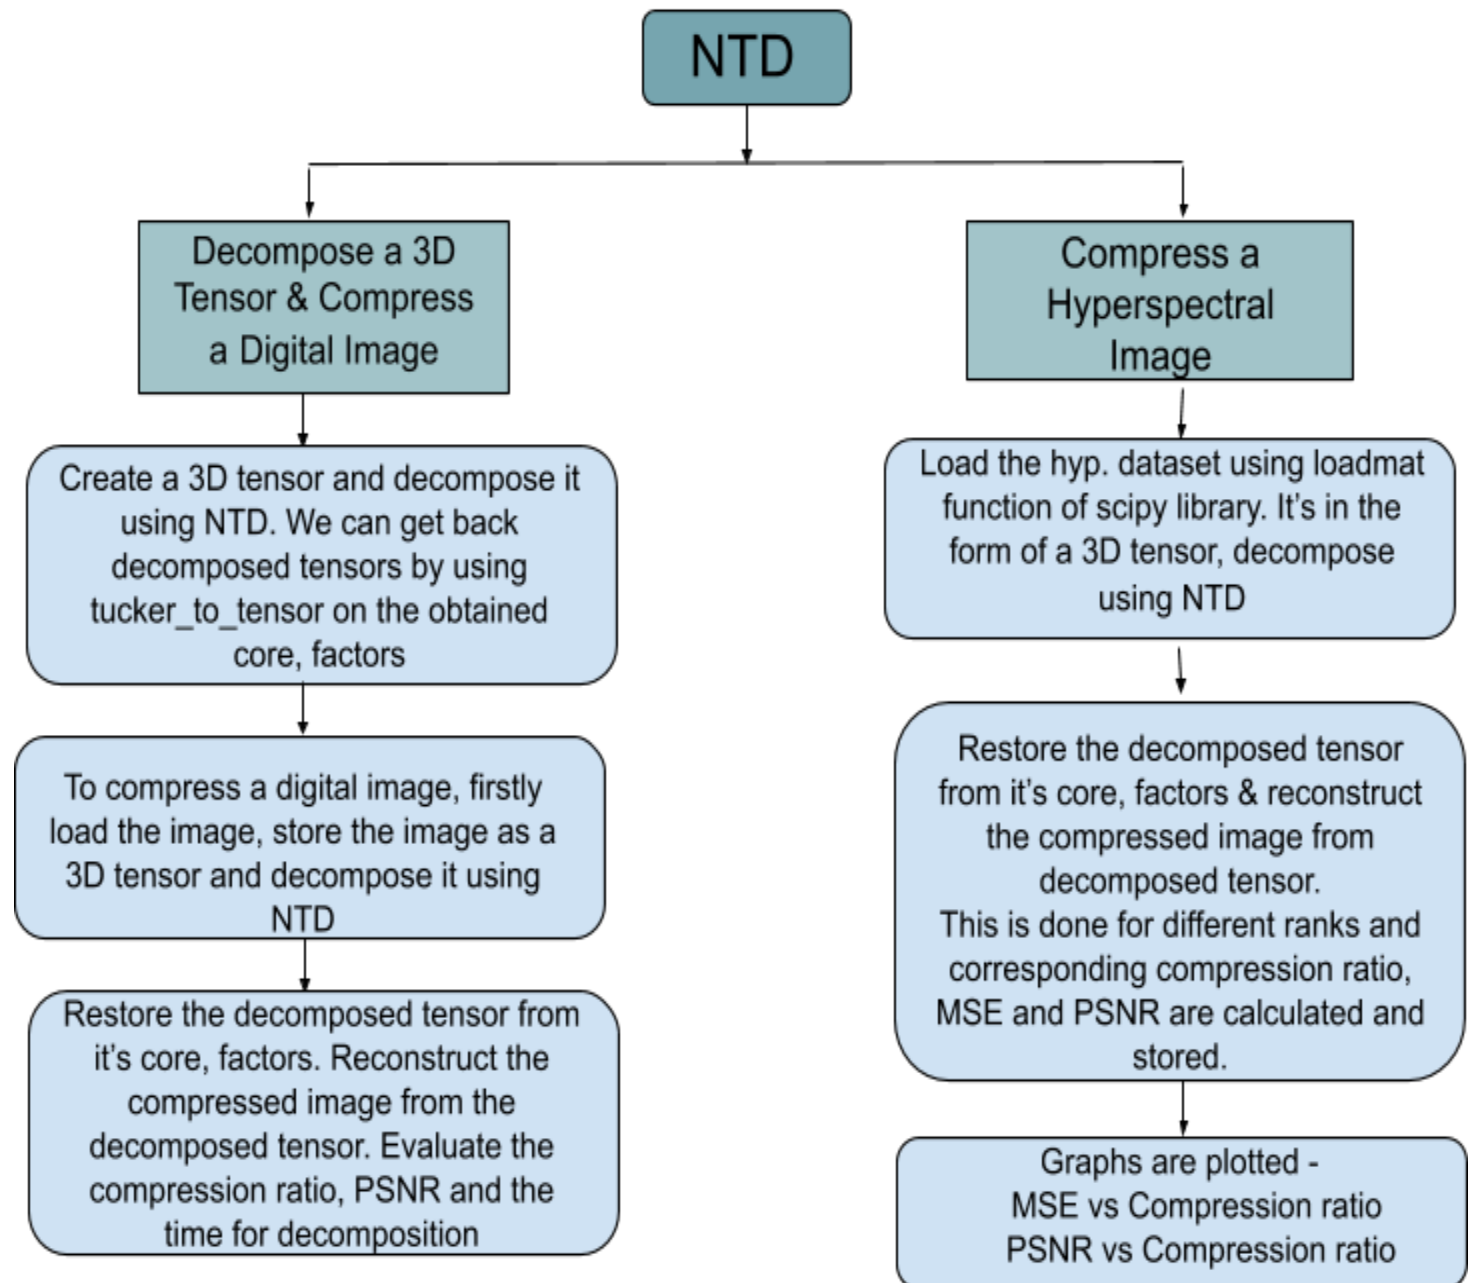 NTD
Decompose a 3D
Tensor & Compress
a Digital Image
Create a 3D tensor and decompose it
using NTD. We can get back
decomposed tensors by using
tucker_to_tensor on the obtained
core, factors
To compress a digital image, firstly
load the image, store the image as a
3D tensor and decompose it using
NTD
Restore the decomposed tensor from
it's core, factors. Reconstruct the
compressed image from the
decomposed tensor. Evaluate the
compression ratio, PSNR and the
time for decomposition
Compress a
Hyperspectral
Image
Load the hyp. dataset using loadmat
function of scipy library. It's in the
form of a 3D tensor, decompose
using NTD
Restore the decomposed tensor
from it's core, factors & reconstruct
the compressed image from
decomposed tensor.
This is done for different ranks and
corresponding compression ratio,
MSE and PSNR are calculated and
stored.
Graphs are plotted -
MSE vs Compression ratio
PSNR vs Compression ratio